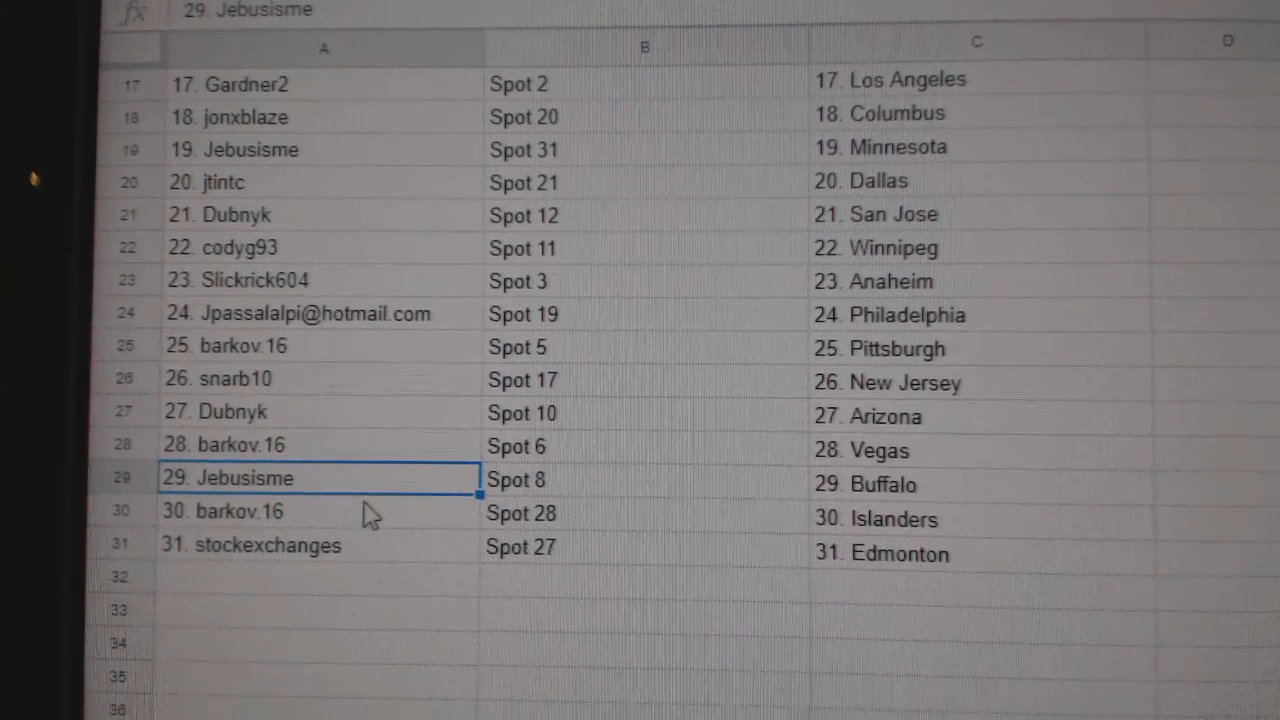 fx 29. Jebusisme
A B C D
17 17. Gardner2 Spot 2 17. Los Angeles
18 18. jonxblaze Spot 20 18. Columbus
19 19. Jebusisme Spot 31 19. Minnesota
20 20. jtintc Spot 21 20. Dallas
21 21. Dubnyk Spot 12 21. San Jose
22 22. codyg93 Spot 11 22. Winnipeg
23 23. Slickrick604 Spot 3 23. Anaheim
24 24. Jpassalalpi@hotmail.com Spot 19 24. Philadelphia
25 25. barkov.16 Spot 5 25. Pittsburgh
26 26. snarb10 Spot 17 26. New Jersey
27 27. Dubnyk Spot 10 27. Arizona
28 28. barkov.16 Spot 6 28. Vegas
29 29. Jebusisme Spot 8 29. Buffalo
30 30. barkov.16 Spot 28 30. Islanders
31 31. stockexchanges Spot 27 31. Edmonton
32
33
34
35
36